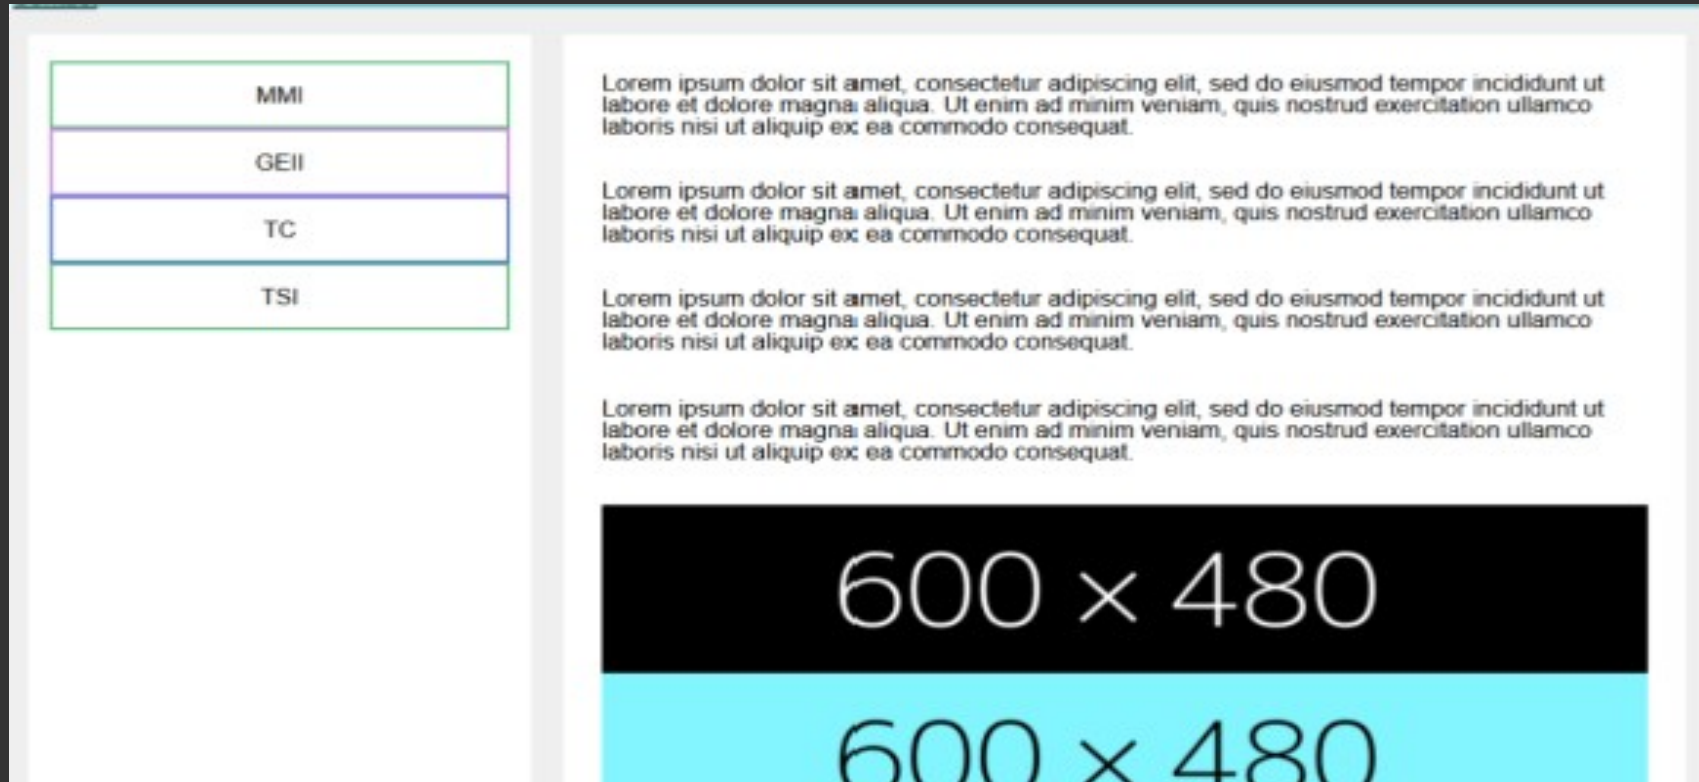 MMI
GEII
TC
TSI
Lorem ipsum dolor sit amet, consectetur adipiscing elit, sed do eiusmod tempor incididunt ut
labore et dolore magna aliqua. Ut enim ad minim veniam, quis nostrud exercitation ullamco
laboris nisi ut aliquip ex ea commodo consequat.
Lorem ipsum dolor sit amet, consectetur adipiscing elit, sed do eiusmod tempor incididunt ut
labore et dolore magna aliqua. Ut enim ad minim veniam, quis nostrud exercitation ullamco
laboris nisi ut aliquip ex ea commodo consequat.
Lorem ipsum dolor sit amet, consectetur adipiscing elit, sed do eiusmod tempor incididunt ut
labore et dolore magna aliqua. Ut enim ad minim veniam, quis nostrud exercitation ullamco
laboris nisi ut aliquip ex ea commodo consequat.
Lorem ipsum dolor sit amet, consectetur adipiscing elit, sed do eiusmod tempor incididunt ut
labore et dolore magna aliqua. Ut enim ad minim veniam, quis nostrud exercitation ullamco
laboris nisi ut aliquip ex ea commodo consequat.
600 × 480
600 × 480